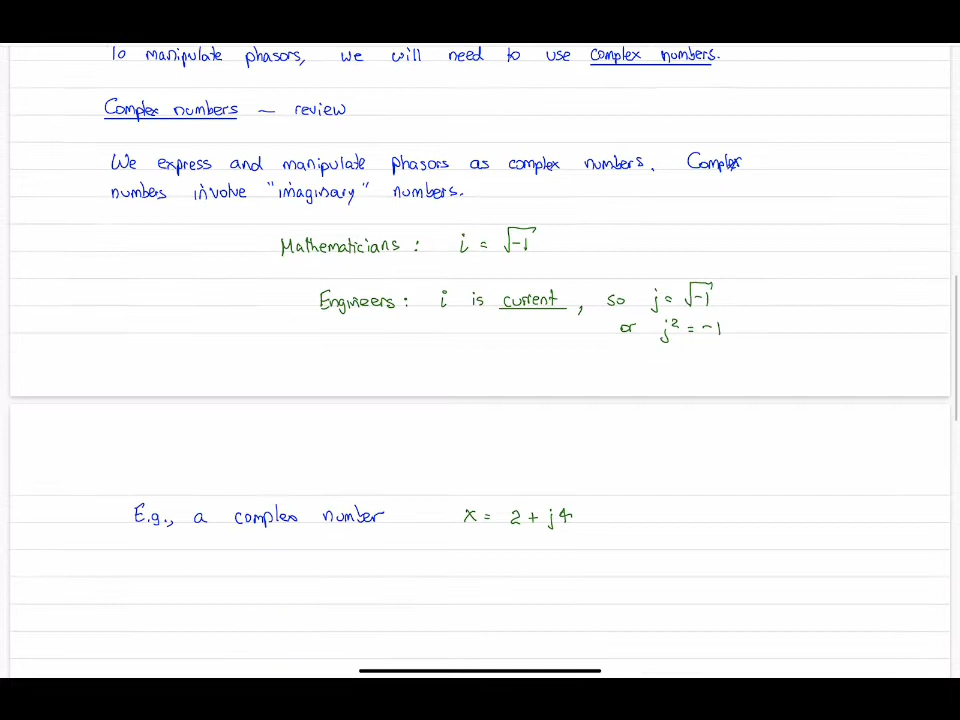 To manipulate phasors, we will need to use complex numbers.
Complex numbers — review
We express and manipulate phasors as complex numbers. Complex
numbers involve "imaginary" numbers.
Mathematicians: i = √-1
Engineers: i is current, so j = √-1
or j² = -1
E.g., a complex number x = 2 + j4